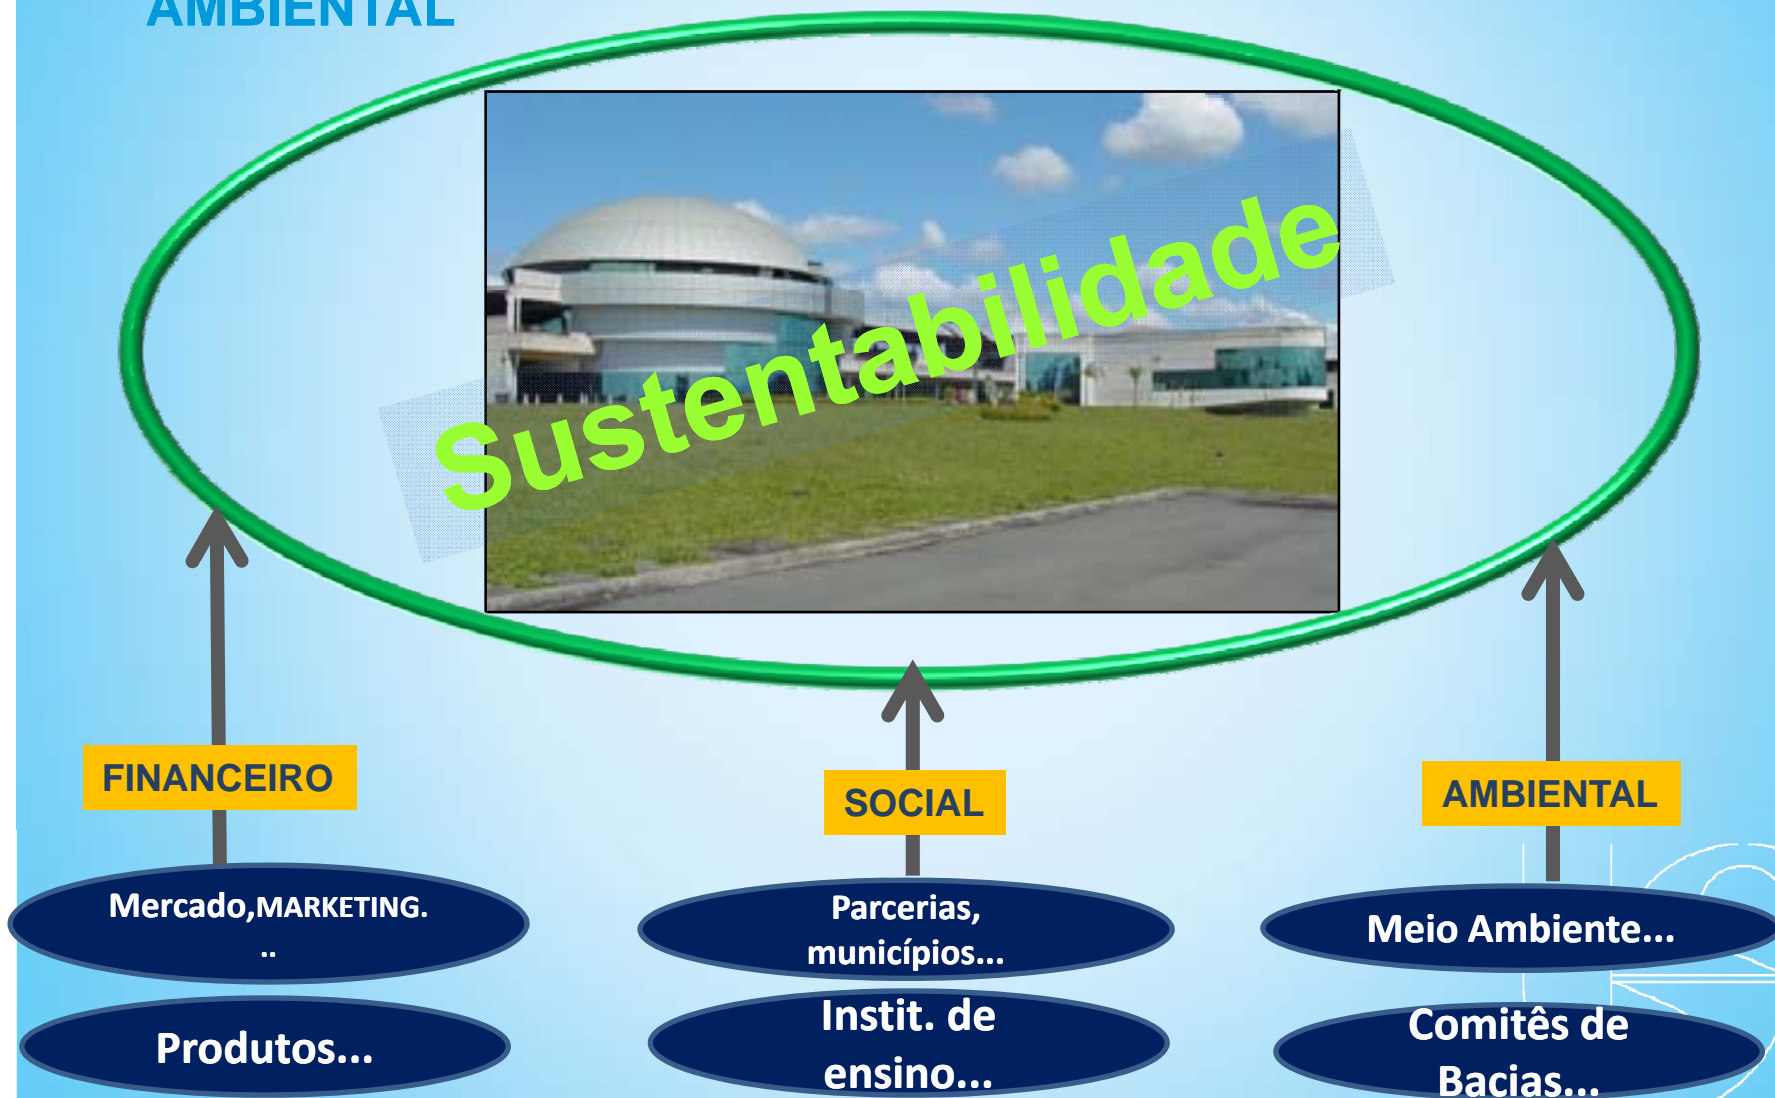 AMBIENTAL
Sustentabilidade
FINANCEIRO
SOCIAL
AMBIENTAL
Mercado,MARKETING.
..
Parcerias,
municípios...
Meio Ambiente...
Produtos...
Instit. de
ensino...
Comitês de
Bacias...